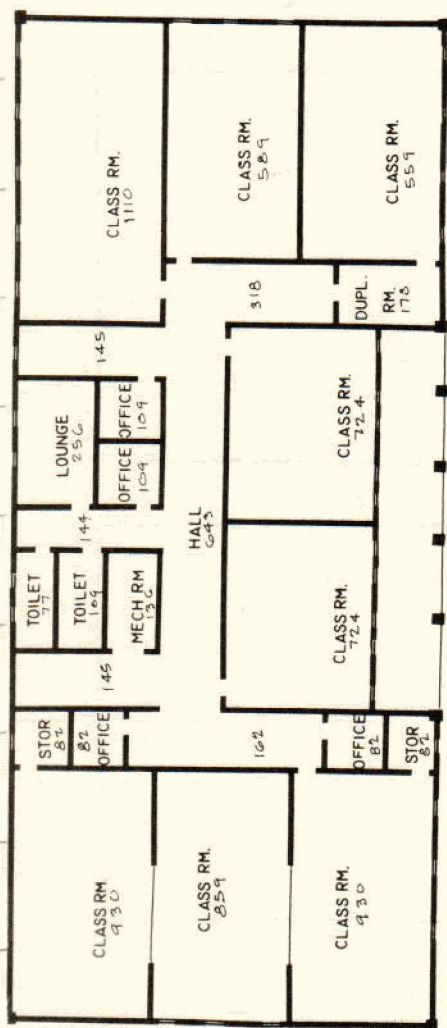 CLASS RM.
1110
CLASS RM.
589
CLASS RM.
559
145
318
DUPL.
RM.
173
LOUNGE
256
OFFICE
109
OFFICE
109
CLASS RM.
724
144
HALL
643
TOILET
77
TOILET
109
MECH RM
136
CLASS RM.
724
145
STOR
82
82
OFFICE
162
OFFICE
82
STOR
82
CLASS RM.
930
CLASS RM.
859
CLASS RM.
930